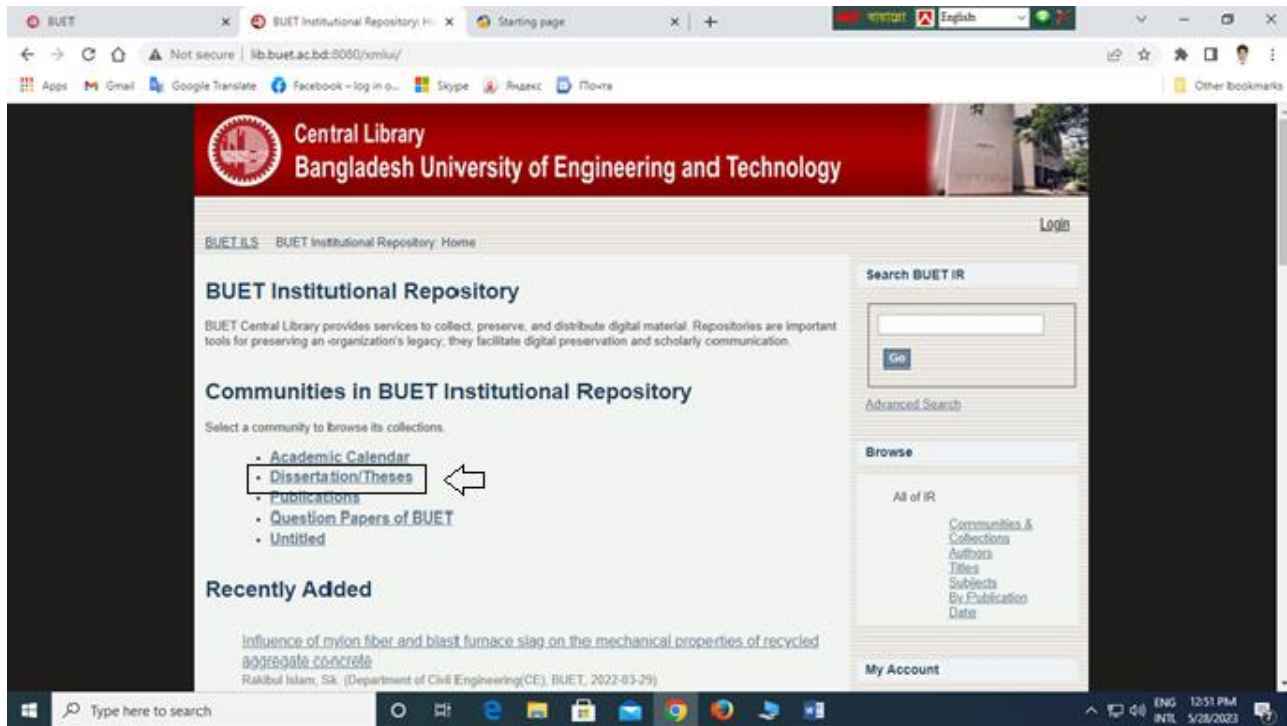 BUET
BUET Institutional Repository: Ho
Starting page
English
Not secure
lib.buet.ac.bd:8080/xmlui/
Apps
Gmail
Google Translate
Facebook – log in o...
Skype
Яндекс
Почта
Other bookmarks
Central Library
Bangladesh University of Engineering and Technology
Login
BUET ILS BUET Institutional Repository: Home
BUET Institutional Repository
BUET Central Library provides services to collect, preserve, and distribute digital material. Repositories are important
tools for preserving an organization's legacy; they facilitate digital preservation and scholarly communication.
Communities in BUET Institutional Repository
Select a community to browse its collections.
Academic Calendar
Dissertation/Theses
Publications
Question Papers of BUET
Untitled
Recently Added
Influence of nylon fiber and blast furnace slag on the mechanical properties of recycled
aggregate concrete
Rakibul Islam, Sk. (Department of Civil Engineering(CE), BUET, 2022-03-29)
Search BUET IR
Go
Advanced Search
Browse
All of IR
Communities &
Collections
Authors
Titles
Subjects
By Publication
Date
My Account
Type here to search
ENG
INTL
12:51 PM
5/28/2023